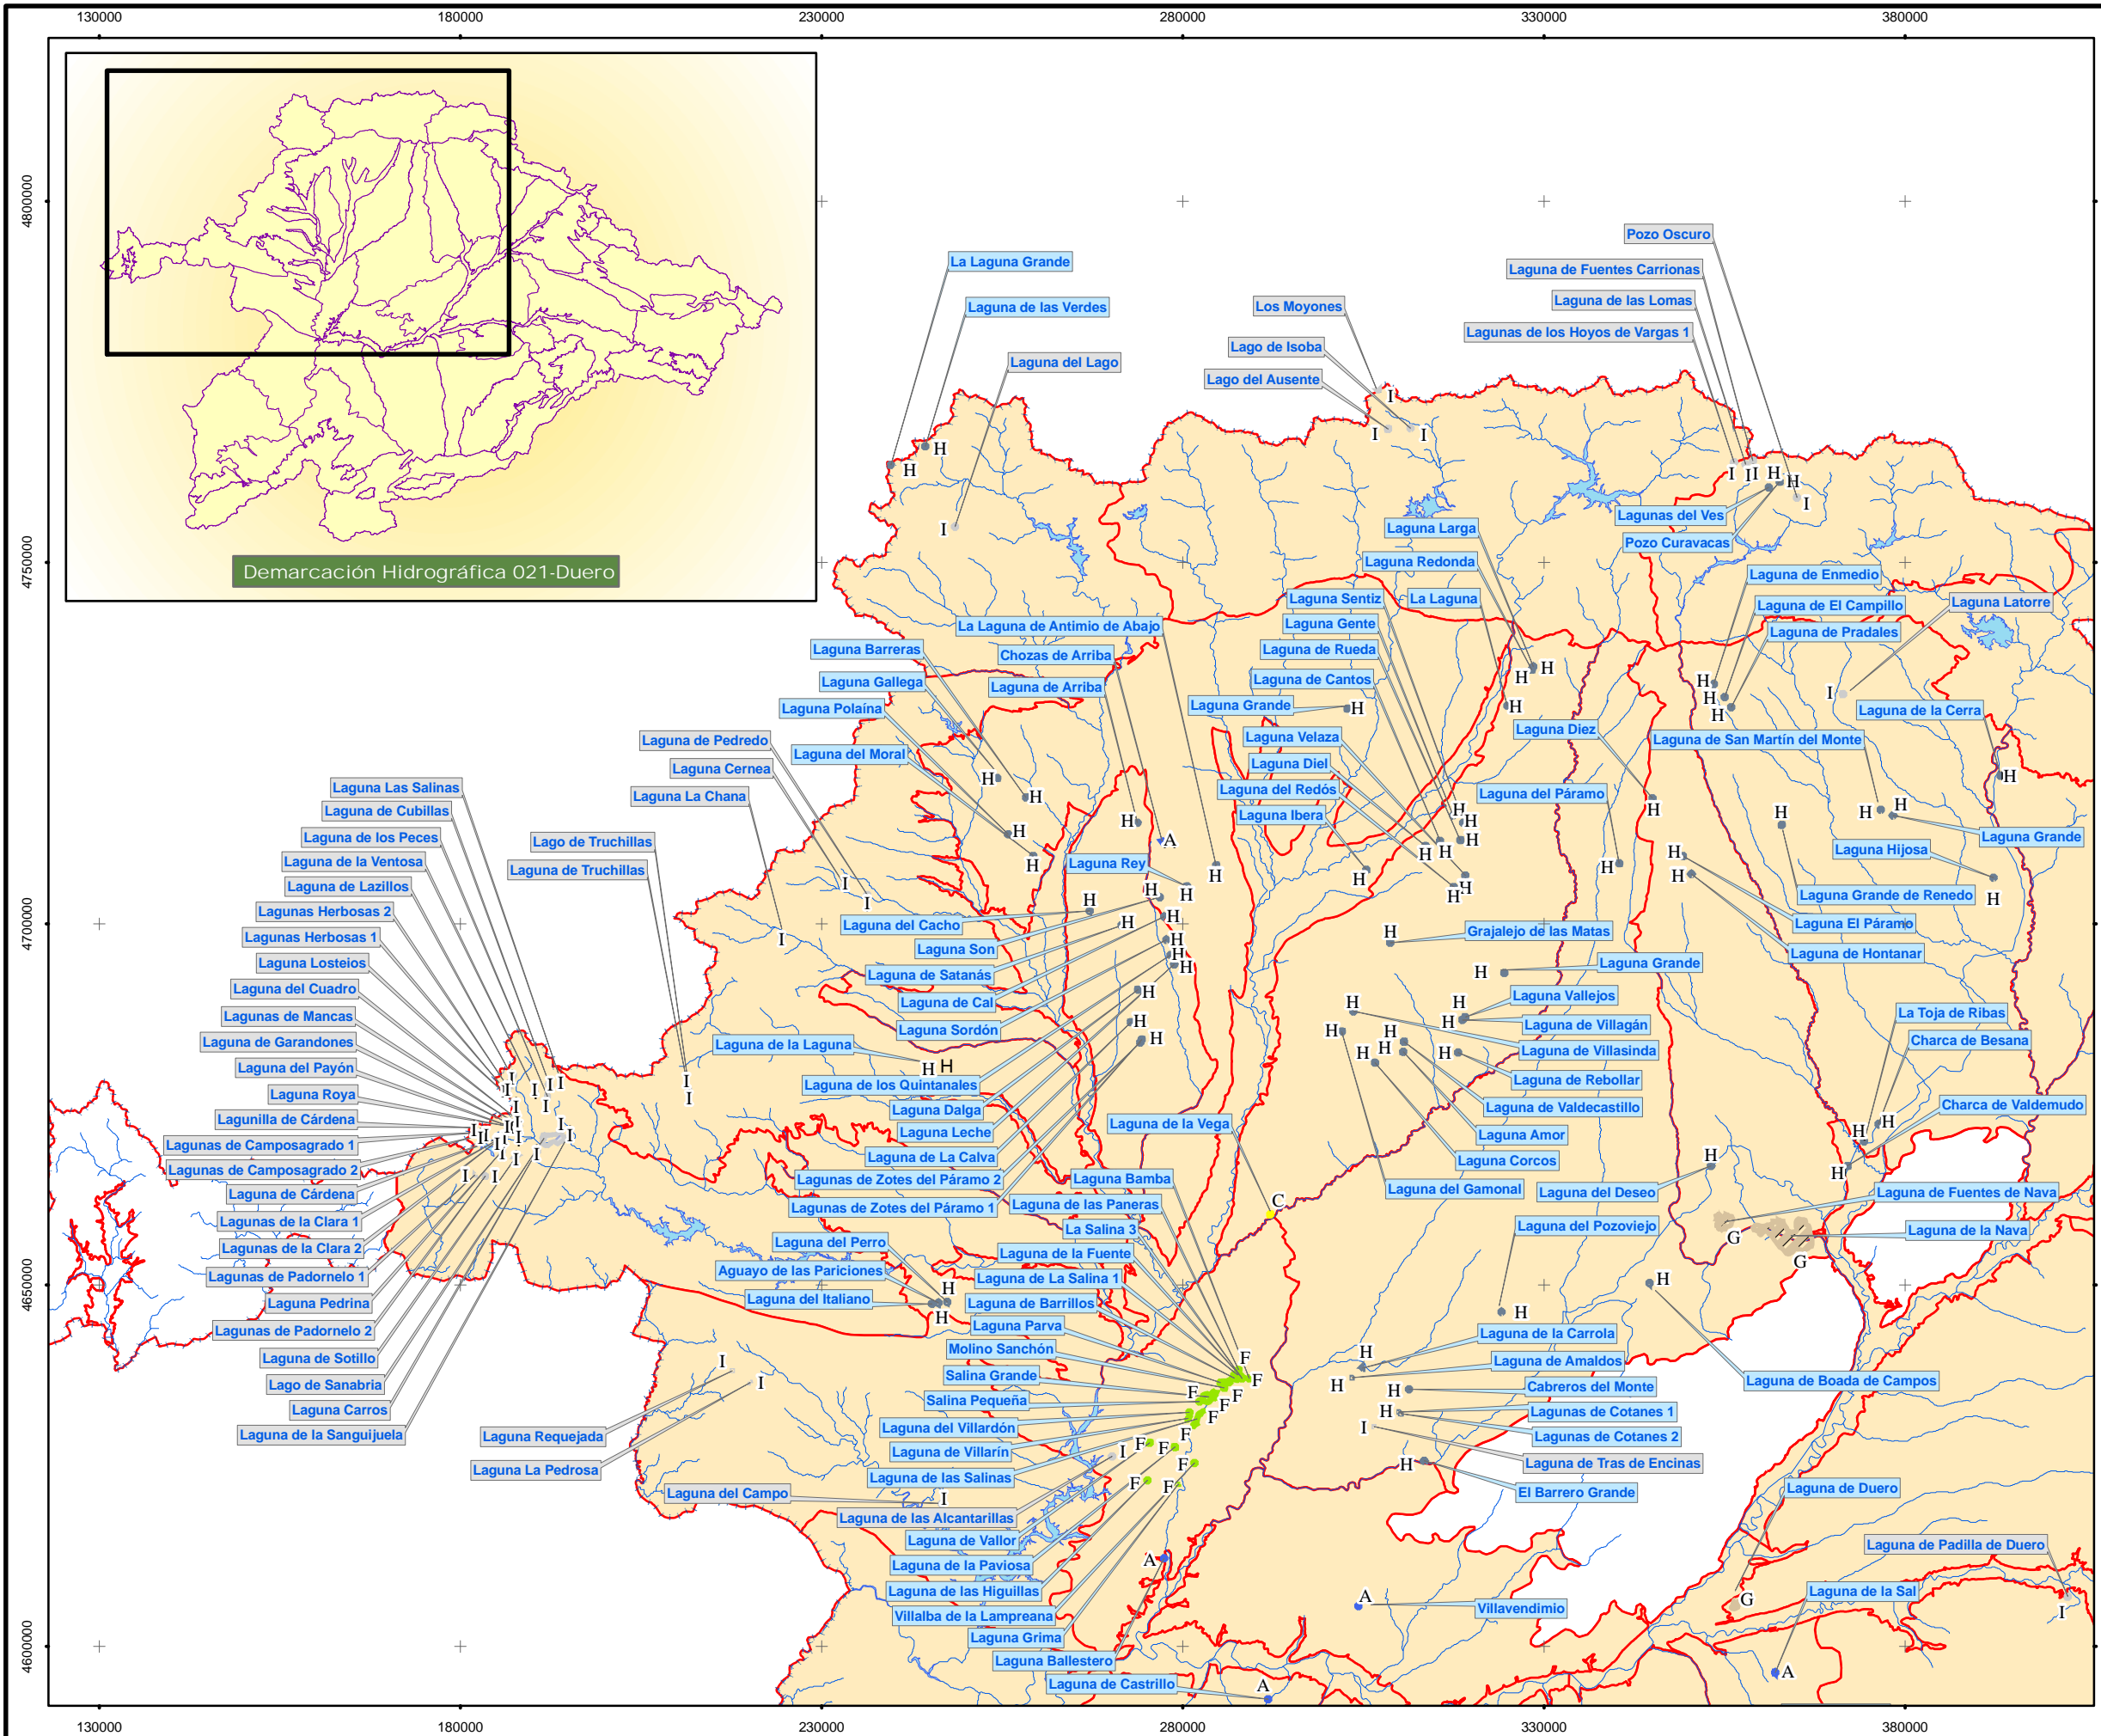 130000
180000
230000
280000
330000
380000
4800000
4750000
4700000
4650000
4600000
Demarcación Hidrográfica 021-Duero
La Laguna Grande
Laguna de las Verdes
Laguna del Lago
Los Moyones
Lago de Isoba
Lago del Ausente
Pozo Oscuro
Laguna de Fuentes Carrionas
Laguna de las Lomas
Lagunas de los Hoyos de Vargas 1
Lagunas del Ves
Pozo Curavacas
Laguna Larga
Laguna Redonda
La Laguna
Laguna Sentiz
Laguna Gente
Laguna de Rueda
Laguna de Cantos
Laguna Grande
Laguna Velaza
Laguna Diel
Laguna del Redós
Laguna Ibera
Laguna de Enmedio
Laguna de El Campillo
Laguna de Pradales
Laguna Latorre
Laguna de la Cerra
Laguna Diez
Laguna de San Martín del Monte
Laguna del Páramo
Laguna Grande
Laguna Hijosa
Laguna Grande de Renedo
Laguna El Páramo
Laguna de Hontanar
La Laguna de Antimio de Abajo
Chozas de Arriba
Laguna de Arriba
Laguna Barreras
Laguna Gallega
Laguna Polaína
Laguna del Moral
Laguna de Pedredo
Laguna Cernea
Laguna La Chana
Lago de Truchillas
Laguna de Truchillas
Laguna Las Salinas
Laguna de Cubillas
Laguna de los Peces
Laguna de la Ventosa
Laguna de Lazillos
Lagunas Herbosas 2
Lagunas Herbosas 1
Laguna Losteios
Laguna del Cuadro
Lagunas de Mancas
Laguna de Garandones
Laguna del Payón
Laguna Roya
Lagunilla de Cárdena
Lagunas de Camposagrado 1
Lagunas de Camposagrado 2
Laguna de Cárdena
Lagunas de la Clara 1
Lagunas de la Clara 2
Lagunas de Padornelo 1
Laguna Pedrina
Lagunas de Padornelo 2
Laguna de Sotillo
Lago de Sanabria
Laguna Carros
Laguna de la Sanguijuela
Laguna Rey
Laguna del Cacho
Laguna Son
Laguna de Satanás
Laguna de Cal
Laguna Sordón
Laguna de la Laguna
Laguna de los Quintanales
Laguna Dalga
Laguna Leche
Laguna de La Calva
Lagunas de Zotes del Páramo 2
Lagunas de Zotes del Páramo 1
Laguna de la Vega
Grajalejo de las Matas
Laguna Grande
Laguna Vallejos
Laguna de Villagán
Laguna de Villasinda
Laguna de Rebollar
Laguna de Valdecastillo
Laguna Amor
Laguna Corcos
Laguna del Gamonal
La Toja de Ribas
Charca de Besana
Charca de Valdemudo
Laguna del Deseo
Laguna de Fuentes de Nava
Laguna del Pozoviejo
Laguna de la Nava
Laguna Bamba
Laguna de las Paneras
La Salina 3
Laguna de la Fuente
Laguna de La Salina 1
Laguna de Barrillos
Laguna Parva
Molino Sanchón
Salina Grande
Salina Pequeña
Laguna del Villardón
Laguna de Villarín
Laguna de las Salinas
Laguna del Perro
Aguayo de las Pariciones
Laguna del Italiano
Laguna Requejada
Laguna La Pedrosa
Laguna del Campo
Laguna de las Alcantarillas
Laguna de Vallor
Laguna de la Paviosa
Laguna de las Higuillas
Villalba de la Lampreana
Laguna Grima
Laguna Ballestero
Laguna de Castrillo
Laguna de la Carrola
Laguna de Amaldos
Cabreros del Monte
Lagunas de Cotanes 1
Lagunas de Cotanes 2
Laguna de Tras de Encinas
El Barrero Grande
Laguna de Boada de Campos
Laguna de Duero
Laguna de Padilla de Duero
Laguna de la Sal
Villavendimio
130000
180000
230000
280000
330000
380000